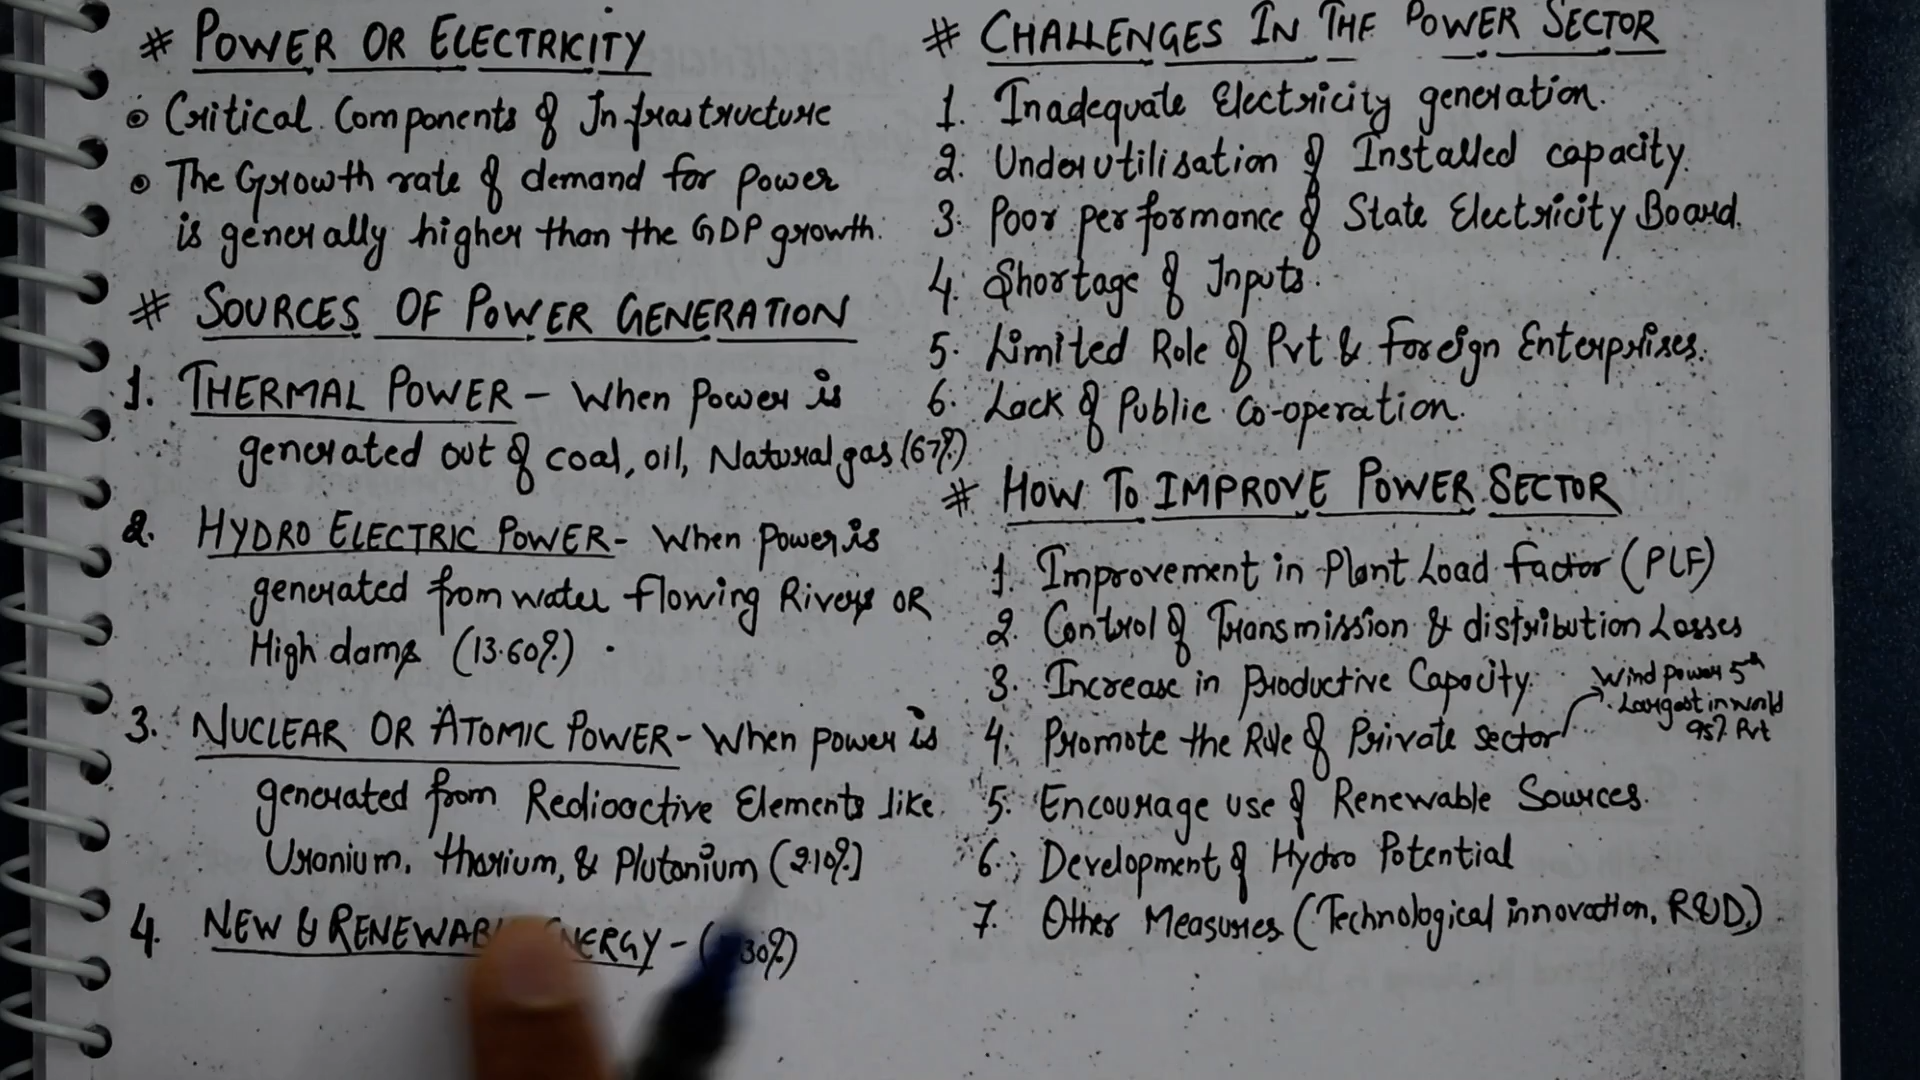 # POWER OR ELECTRICITY
Critical Components of Infrastructure
The Growth rate of demand for power
is generally higher than the GDP growth.
# SOURCES OF POWER GENERATION
1. THERMAL POWER - When Power is
generated out of coal, oil, Natural gas (67%)
2. HYDRO ELECTRIC POWER - When Power is
generated from water flowing Rivers OR
High dams (13.60%)
3. NUCLEAR OR ATOMIC POWER - When power is
generated from Redioactive Elements like
Uranium, thorium, & Plutonium (2.10%)
4. NEW & RENEWABLE ENERGY - (
# CHALLENGES IN THE POWER SECTOR
1. Inadequate Electricity generation.
2. Underutilisation of Installed capacity.
3. Poor performance of State Electricity Board.
4. Shortage of Inputs.
5. Limited Role of Pvt & Foreign Enterprises.
6. Lack of Public Co-operation.
# HOW TO IMPROVE POWER SECTOR
1. Improvement in Plant Load factor (PLF)
2. Control of Transmission & distribution Losses
3. Increase in Productive Capacity.
4. Promote the Role of Private sector
Wind power 5th
Largest in world
95% Pvt
5. Encourage use of Renewable Sources.
6. Development of Hydro Potential
7. Other Measures (Technological innovation, R&D,)